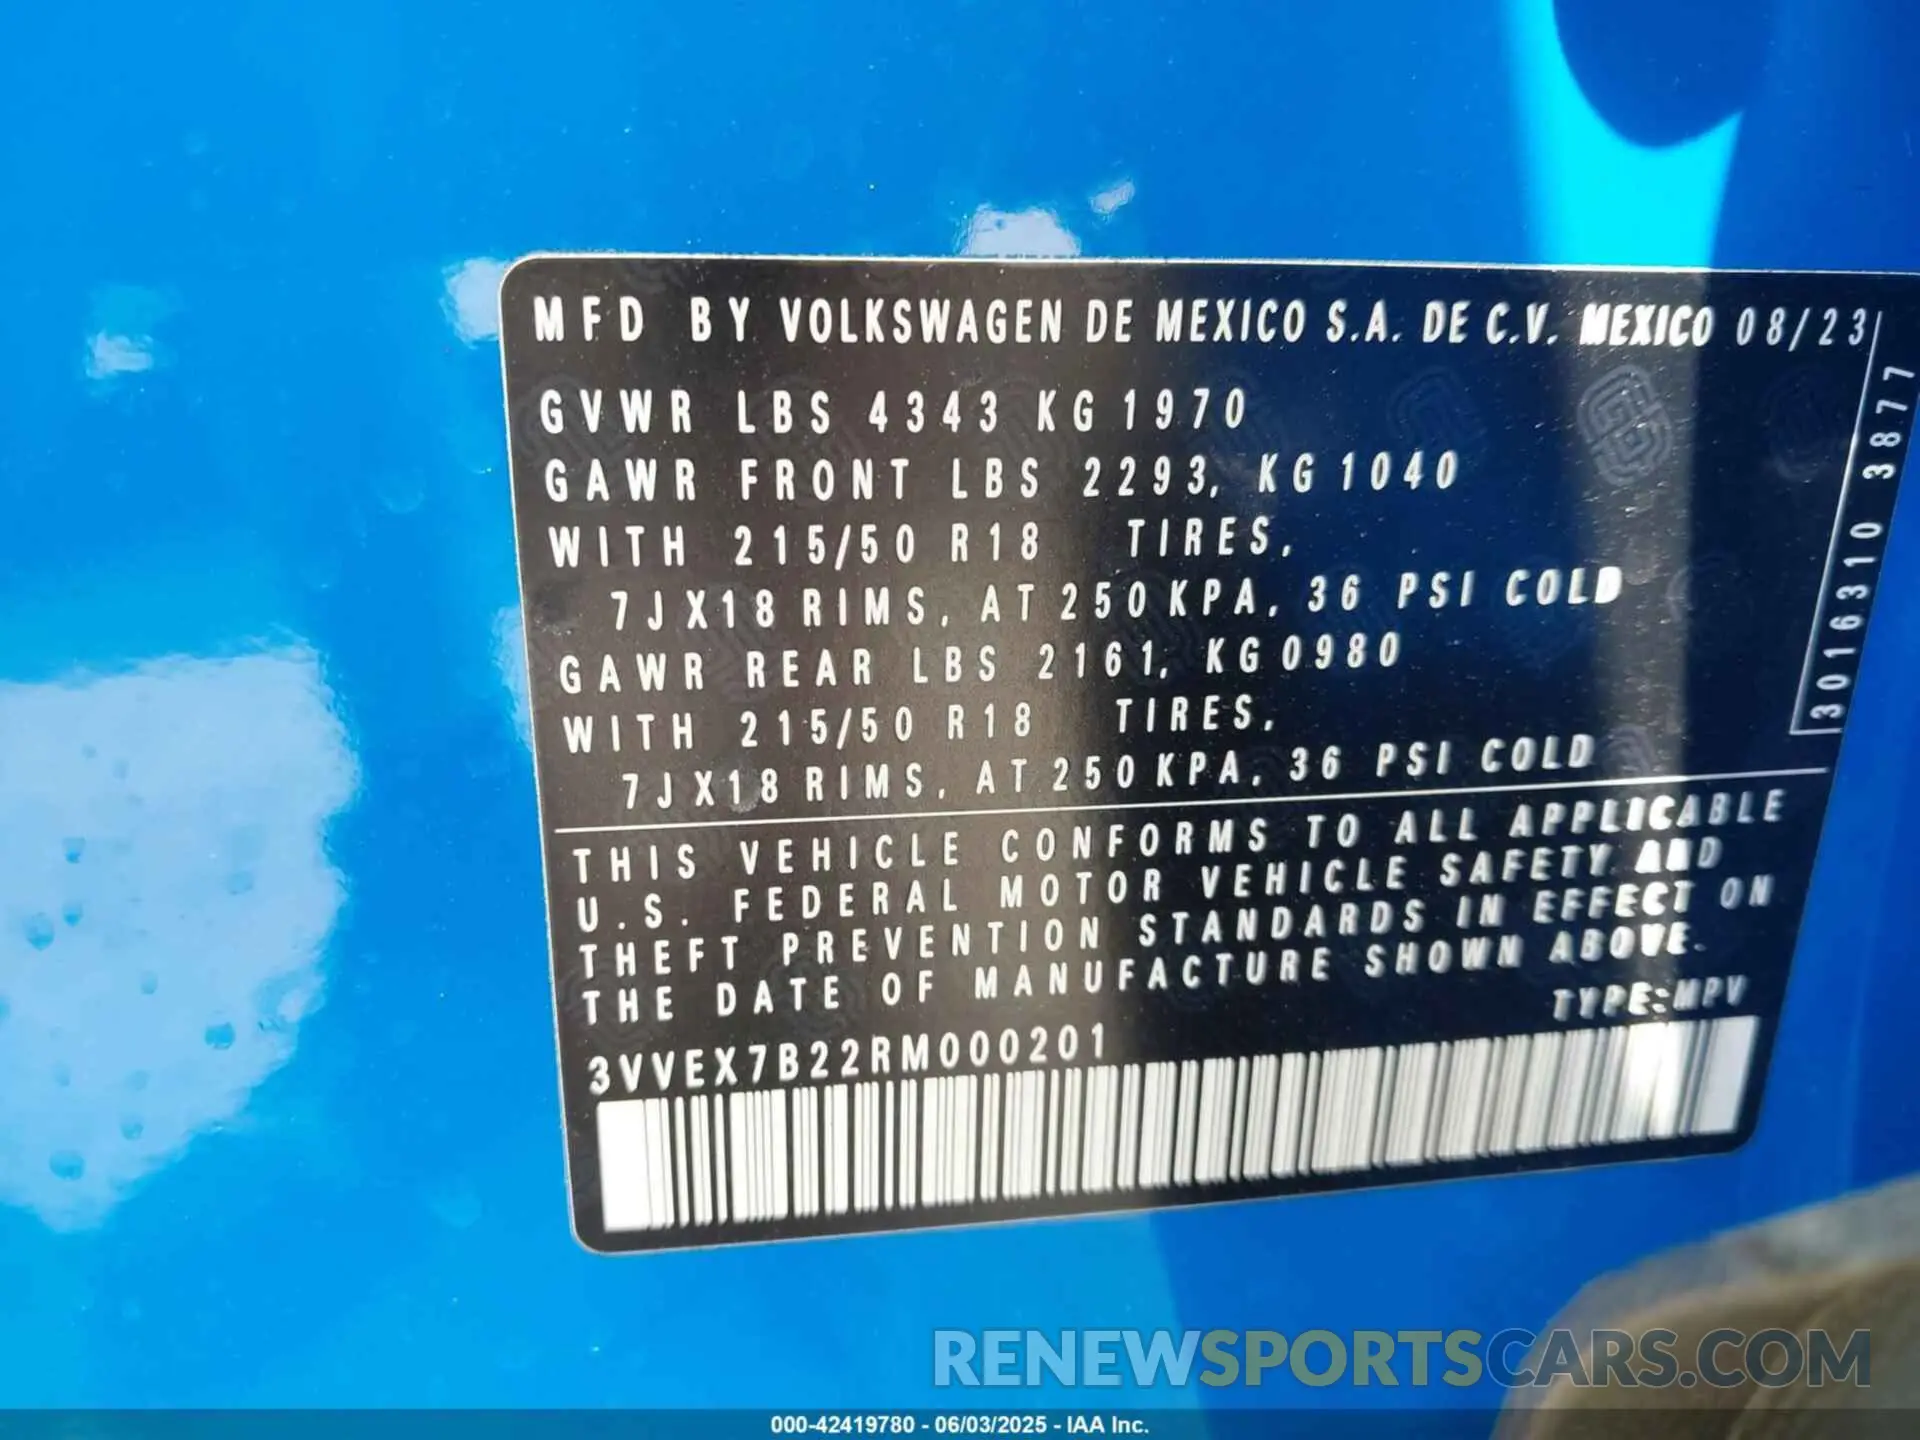 MFD BY VOLKSWAGEN DE MEXICO S.A. DE C.V. MEXICO 08/23
GVWR LBS 4343 KG 1970
GAWR FRONT LBS 2293, KG 1040
WITH 215/50 R18 TIRES,
7JX18 RIMS, AT 250 KPA, 36 PSI COLD
GAWR REAR LBS 2161, KG 0980
WITH 215/50 R18 TIRES,
7JX18 RIMS, AT 250 KPA, 36 PSI COLD
3016310 3877
THIS VEHICLE CONFORMS TO ALL APPLICABLE
U.S. FEDERAL MOTOR VEHICLE SAFETY AND
THEFT PREVENTION STANDARDS IN EFFECT ON
THE DATE OF MANUFACTURE SHOWN ABOVE.
TYPE:MPV
3VVEX7B22RM000201
RENEWSPORTSCARS.COM
000-42419780 - 06/03/2025 - IAA Inc.